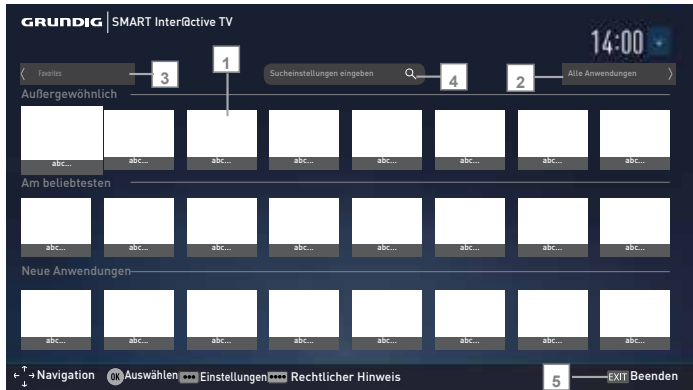 GRUNDIG SMART Inter@ctive TV
14:00
Favorites
3
1
Sucheinstellungen eingeben
4
2
Alle Anwendungen
Außergewöhnlich
abc... abc... abc... abc... abc... abc... abc... abc...
Am beliebtesten
abc... abc... abc... abc... abc... abc... abc... abc...
Neue Anwendungen
abc... abc... abc... abc... abc... abc... abc... abc...
Navigation OK Auswählen Einstellungen Rechtlicher Hinweis 5 EXIT Beenden